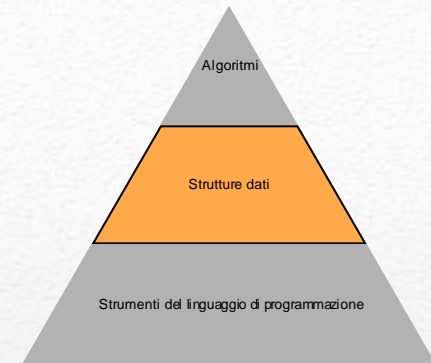 Algoritmi
Strutture dati
Strumenti del linguaggio di programmazione